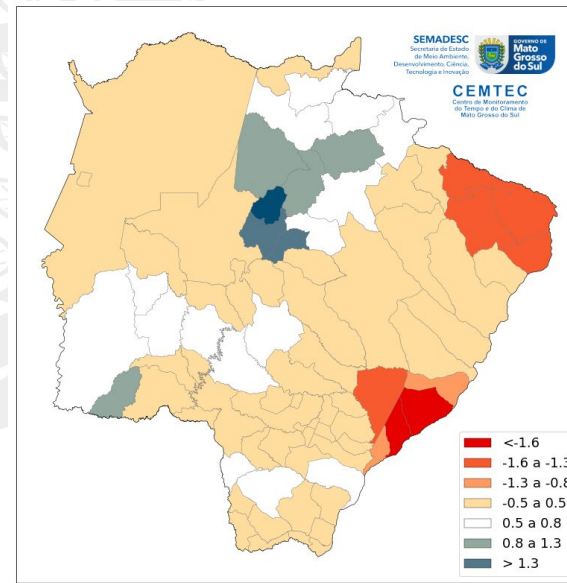 SEMADESC
Secretaria de Estado
de Meio Ambiente,
Desenvolvimento, Ciência,
Tecnologia e Inovação
GOVERNO DE
Mato
Grosso
do Sul
CEMTEC
Centro de Monitoramento
do Tempo e do Clima de
Mato Grosso do Sul
<-1.6
-1.6 a -1.3
-1.3 a -0.8
-0.5 a 0.5
0.5 a 0.8
0.8 a 1.3
> 1.3